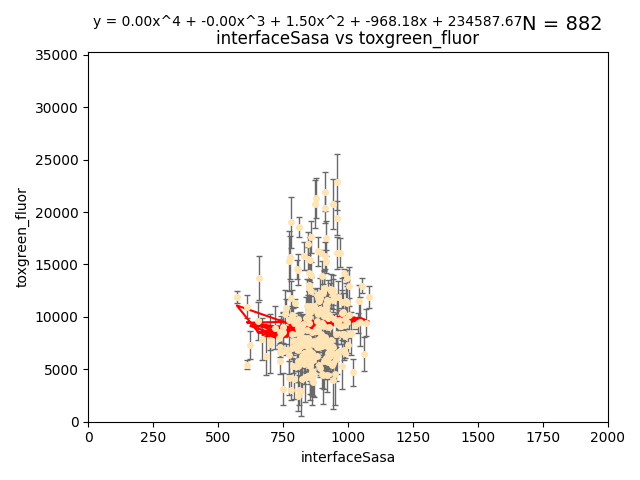 y = 0.00x^4 + -0.00x^3 + 1.50x^2 + -968.18x + 234587.67
N = 882
interfaceSasa vs toxgreen_fluor
35000
30000
25000
20000
15000
10000
5000
0
toxgreen_fluor
0 250 500 750 1000 1250 1500 1750 2000
interfaceSasa